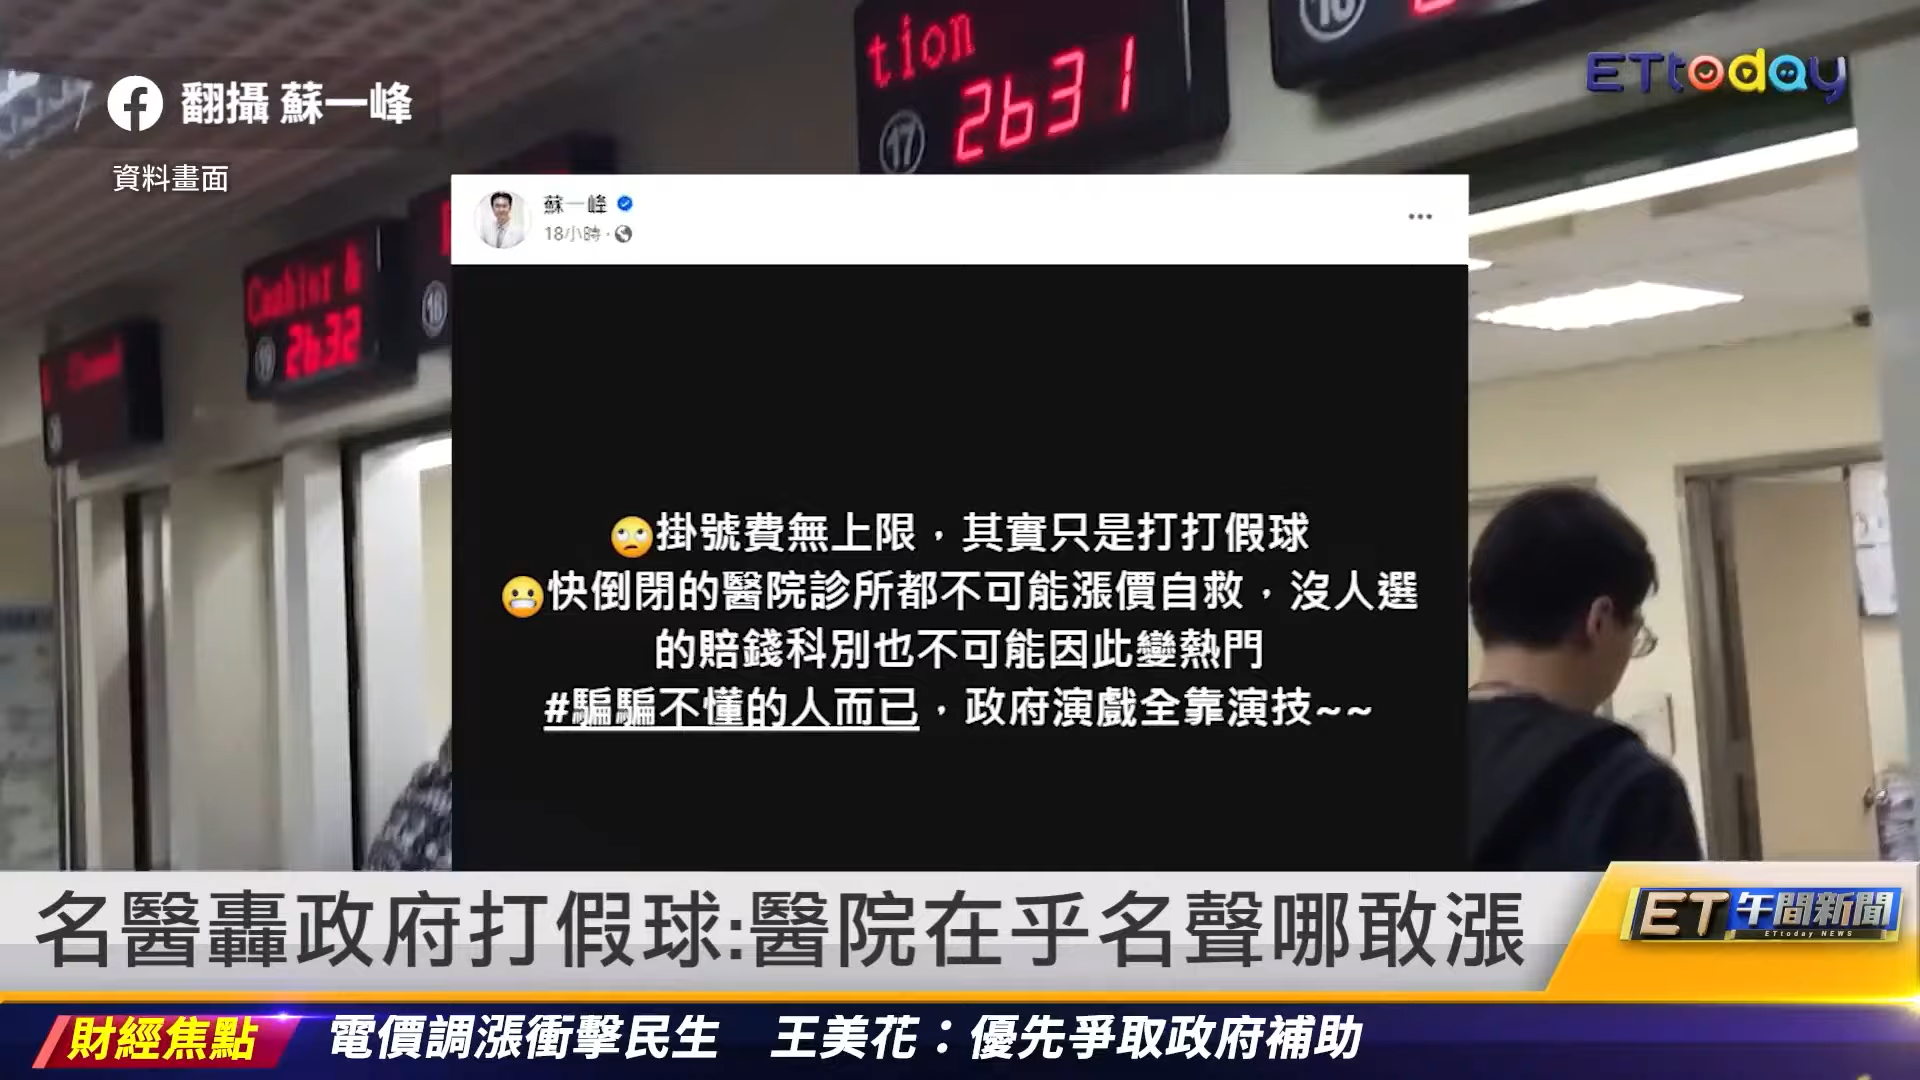 tion
2631
17
16
ETtoday
翻攝 蘇一峰
資料畫面
Cashier &
2632
19
18
蘇一峰
18小時
🙄掛號費無上限，其實只是打打假球
😬快倒閉的醫院診所都不可能漲價自救，沒人選
的賠錢科別也不可能因此變熱門
#騙騙不懂的人而已，政府演戲全靠演技~~
名醫轟政府打假球:醫院在乎名聲哪敢漲
ET午間新聞
ETtoday NEWS
財經焦點
電價調漲衝擊民生 王美花：優先爭取政府補助